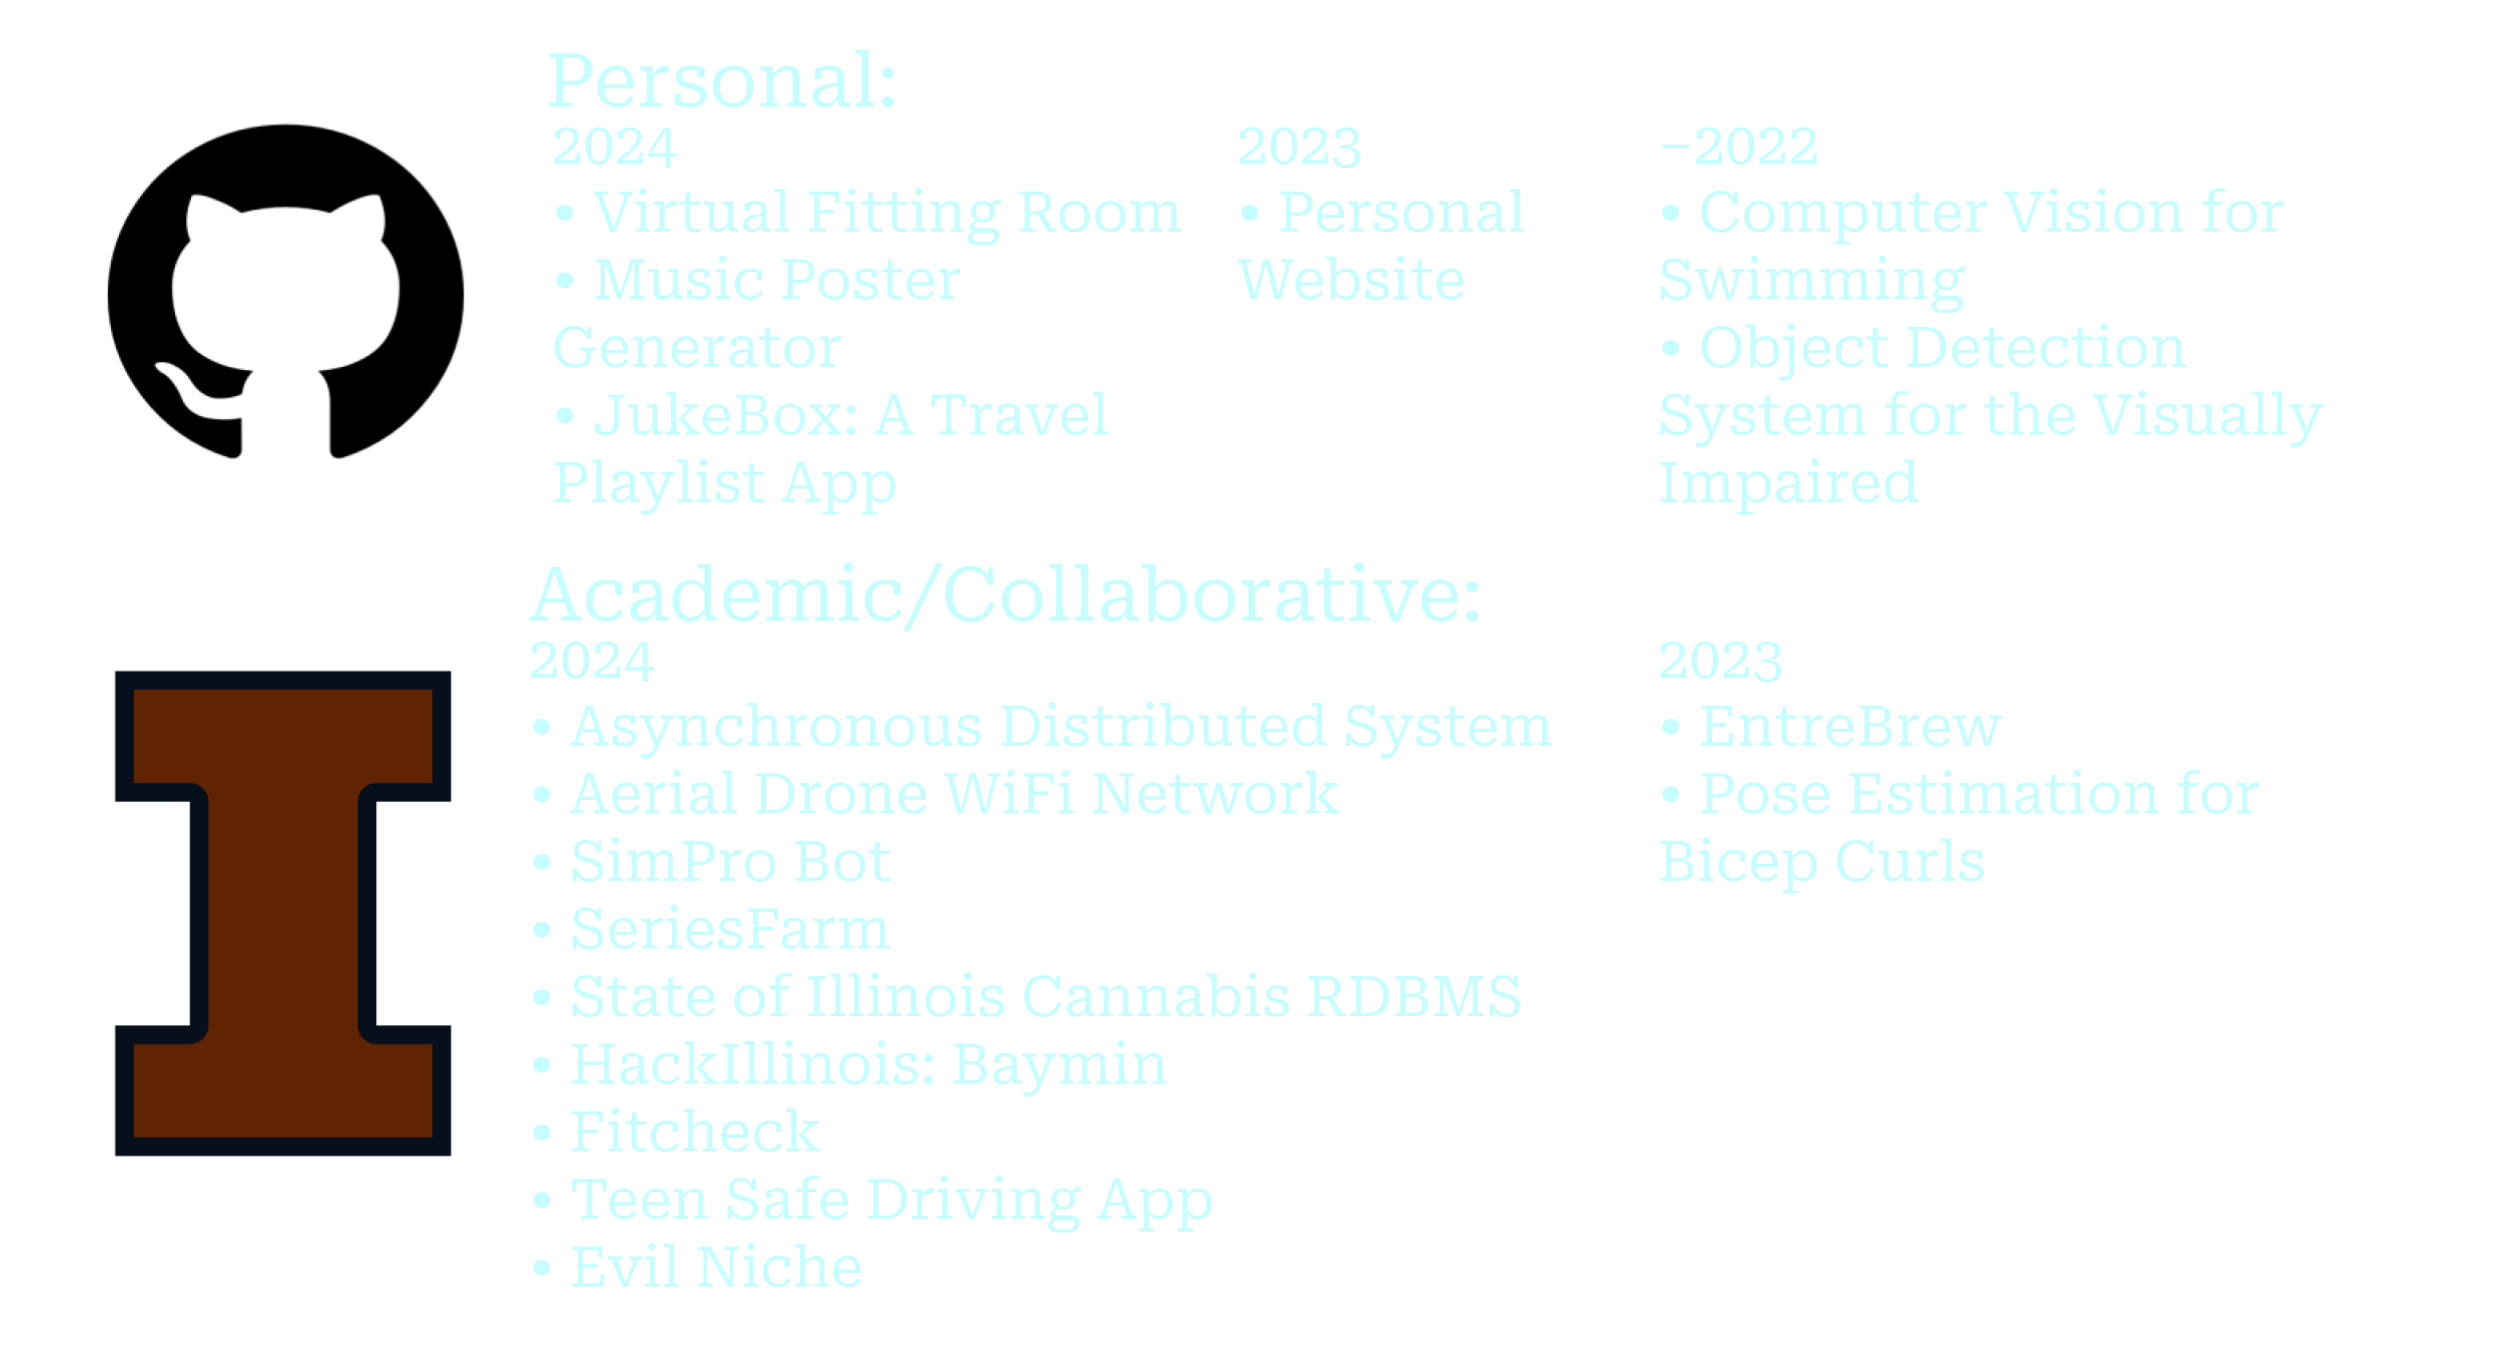 Personal:
2024
• Virtual Fitting Room
• Music Poster
Generator
• JukeBox: A Travel
Playlist App
2023
• Personal
Website
–2022
• Computer Vision for
Swimming
• Object Detection
System for the Visually
Impaired
Academic/Collaborative:
2024
• Asynchronous Distributed System
• Aerial Drone WiFi Network
• SimPro Bot
• SeriesFarm
• State of Illinois Cannabis RDBMS
• HackIllinois: Baymin
• Fitcheck
• Teen Safe Driving App
• Evil Niche
2023
• EntreBrew
• Pose Estimation for
Bicep Curls